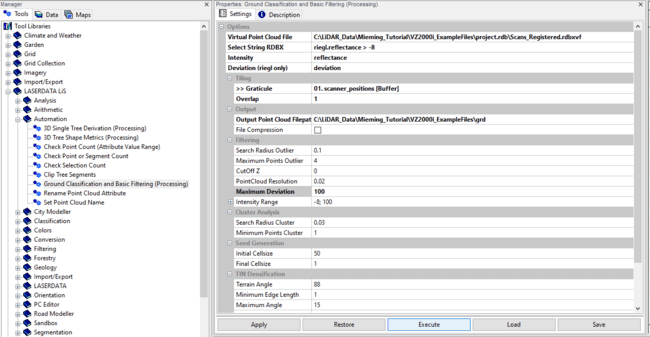 Manager
Tools
Data
Maps
Tool Libraries
Climate and Weather
Garden
Grid
Grid Collection
Imagery
Import/Export
LASERDATA LiS
Analysis
Arithmetic
Automation
3D Single Tree Derivation (Processing)
3D Tree Shape Metrics (Processing)
Check Point Count (Attribute Value Range)
Check Point or Segment Count
Check Selection Count
Clip Tree Segments
Ground Classification and Basic Filtering (Processing)
Rename Point Cloud Attribute
Set Point Cloud Name
City Modeller
Classification
Colors
Conversion
Filtering
Forestry
Geology
Import/Export
LASERDATA
Orientation
PC Editor
Road Modeller
Sandbox
Segmentation
Properties: Ground Classification and Basic Filtering (Processing)
Settings
Description
Options
Virtual Point Cloud File C:\LiDAR_Data\Mieming_Tutorial\VZ2000i_ExampleFiles\project.rdb\Scans_Registered.rdbxvf
Select String RDBX riegl.reflectance > -8
Intensity reflectance
Deviation (riegl only) deviation
Tiling
>> Graticule 01. scanner_positions [Buffer]
Overlap 1
Output
Output Point Cloud Filepat C:\LiDAR_Data\Mieming_Tutorial\VZ2000i_ExampleFiles\grd
File Compression
Filtering
Search Radius Outlier 0.1
Maximum Points Outlier 4
CutOff Z 0
PointCloud Resolution 0.02
Maximum Deviation 100
Intensity Range -8; 100
Cluster Analysis
Search Radius Cluster 0.03
Minimum Points Cluster 1
Seed Generation
Initial Cellsize 50
Final Cellsize 1
TIN Densification
Terrain Angle 88
Minimum Edge Length 1
Maximum Angle 15
Apply
Restore
Execute
Load
Save